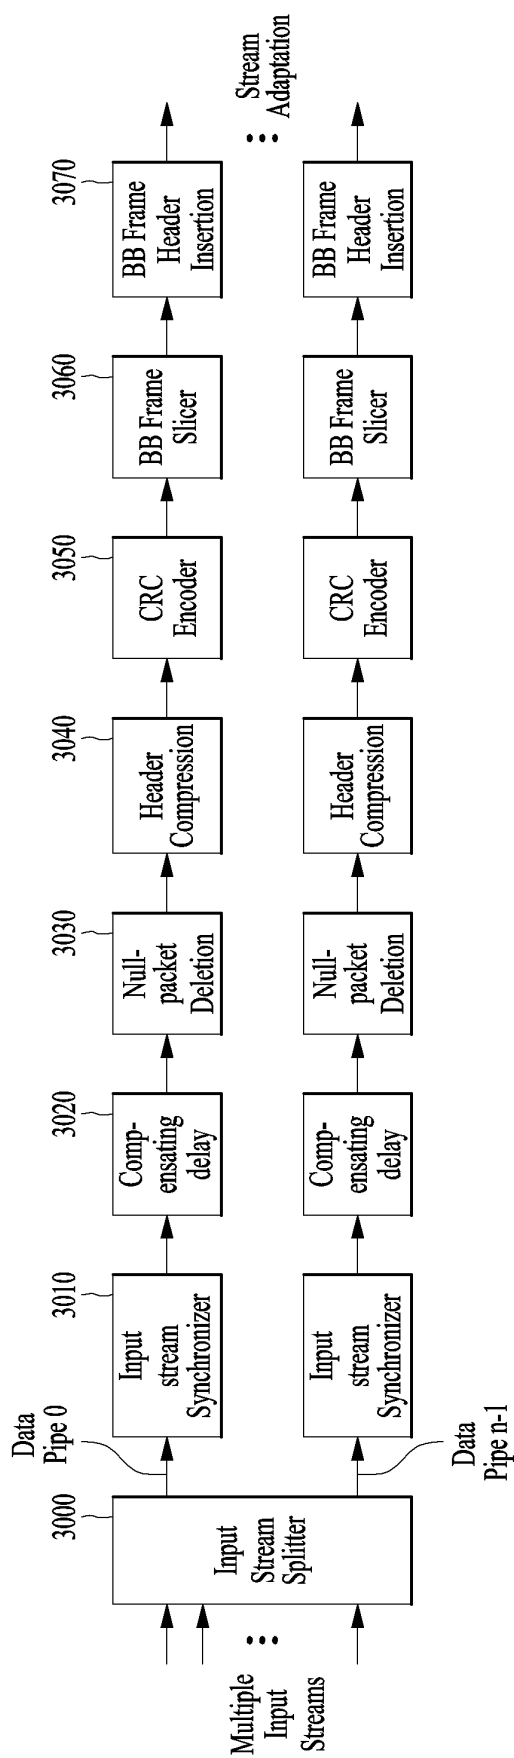 3000
Data
Pipe 0
3010
3020
3030
3040
3050
3060
3070
Multiple
Input
Streams
Input
Stream
Splitter
Input
stream
Synchronizer
Comp-
ensating
delay
Null-
packet
Deletion
Header
Compression
CRC
Encoder
BB Frame
Slicer
BB Frame
Header
Insertion
Stream
Adaptation
Input
stream
Synchronizer
Comp-
ensating
delay
Null-
packet
Deletion
Header
Compression
CRC
Encoder
BB Frame
Slicer
BB Frame
Header
Insertion
Data
Pipe n-1